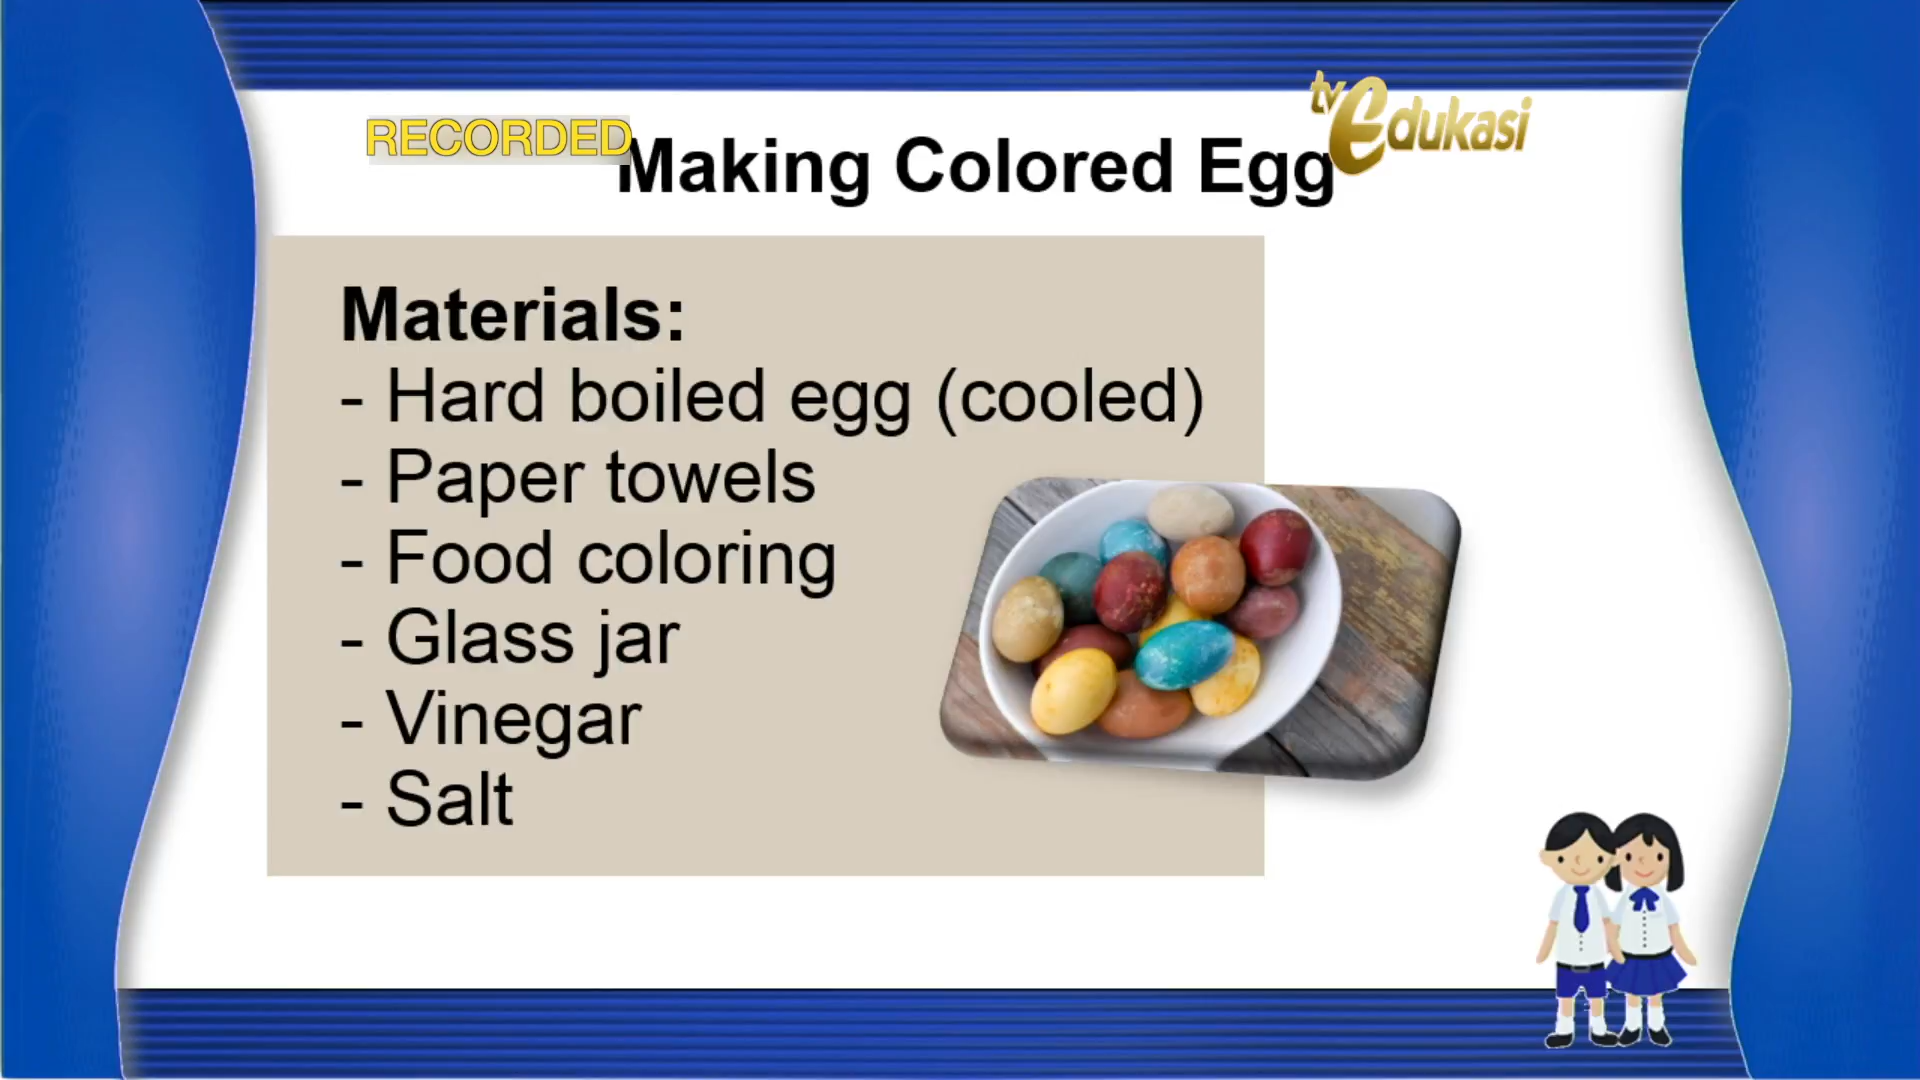 RECORDED
tv Edukasi
Making Colored Egg
Materials:
- Hard boiled egg (cooled)
- Paper towels
- Food coloring
- Glass jar
- Vinegar
- Salt